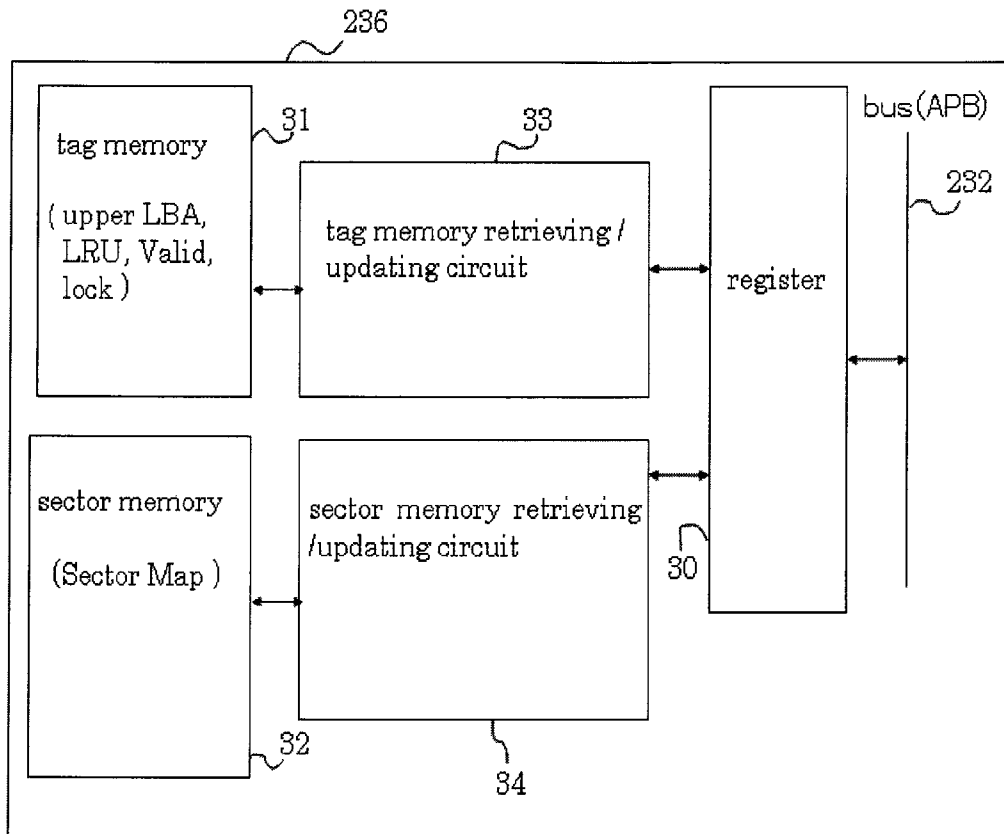 236
tag memory
( upper LBA,
LRU, Valid,
lock )
31
33
tag memory retrieving /
updating circuit
register
bus(APB)
232
sector memory
(Sector Map )
32
sector memory retrieving
/updating circuit
34
30